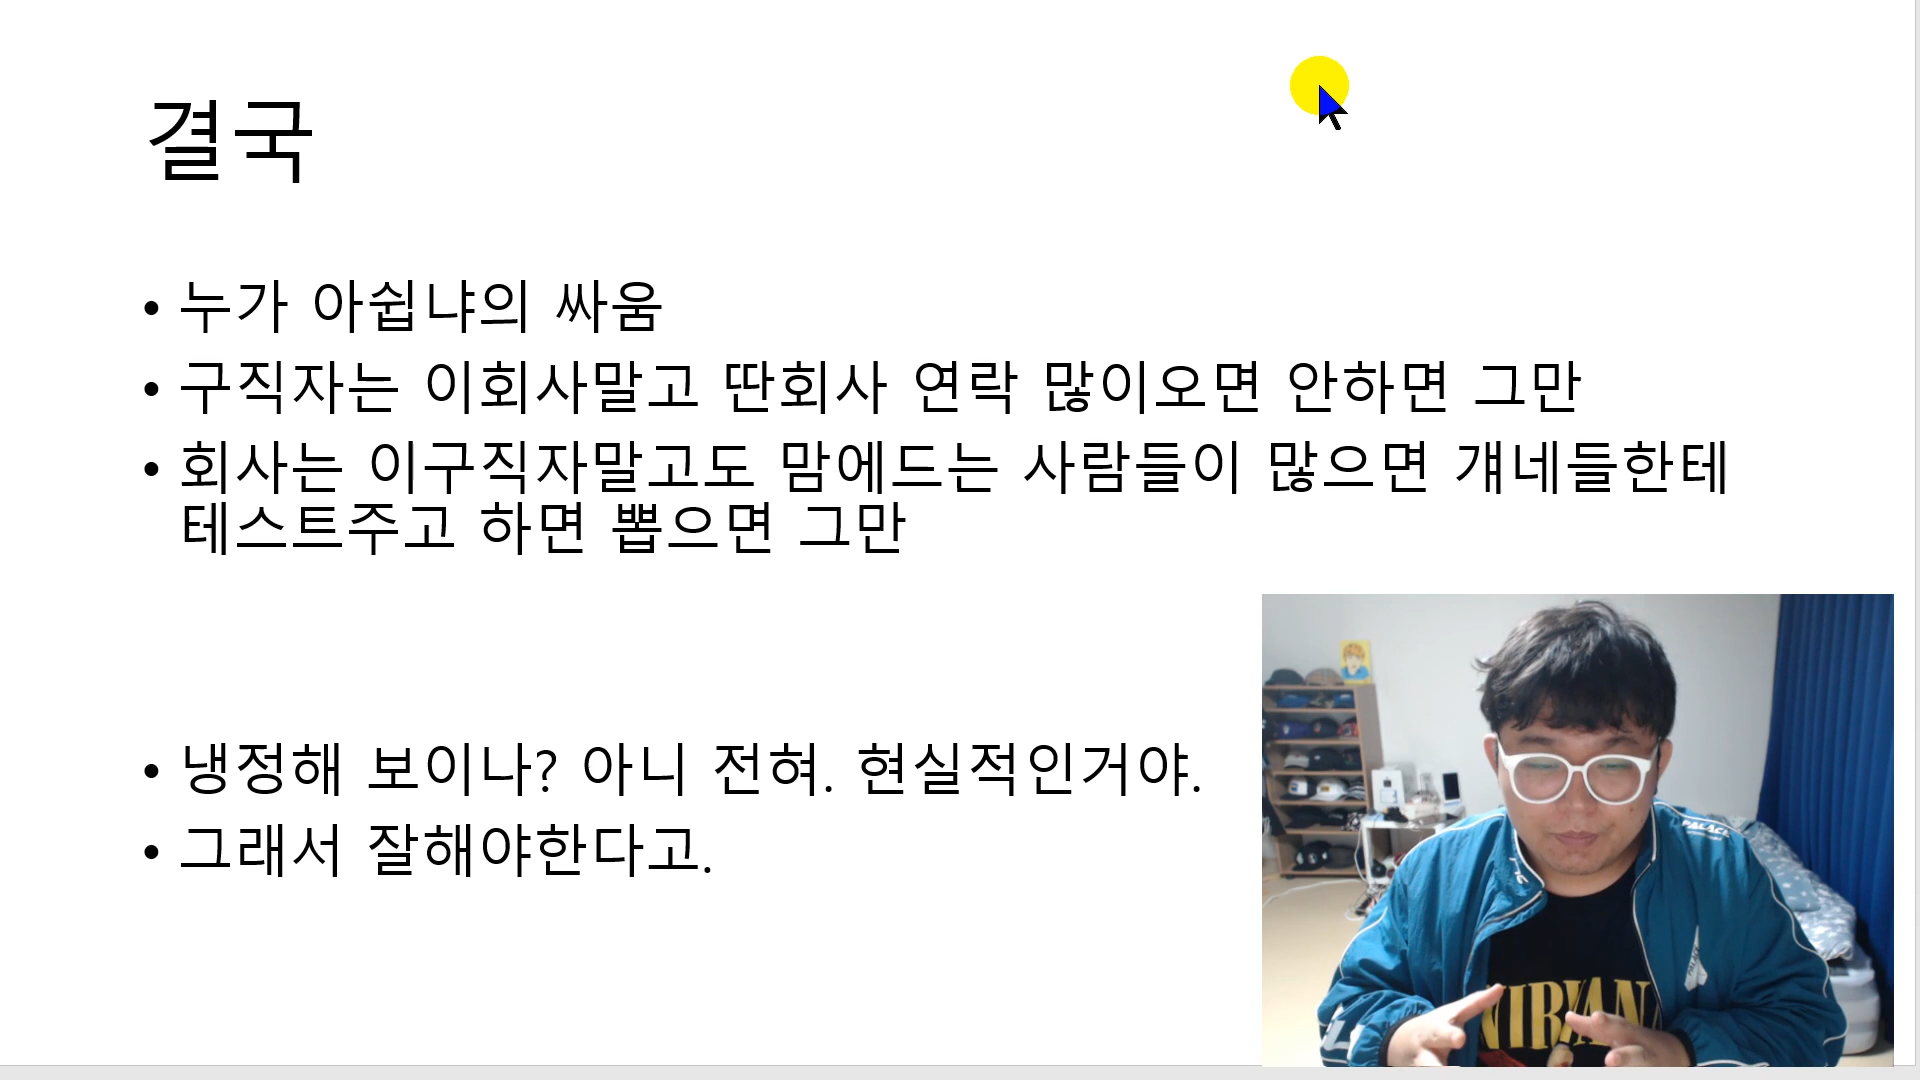 결국
• 누가 아쉽냐의 싸움
• 구직자는 이회사말고 딴회사 연락 많이오면 안하면 그만
• 회사는 이구직자말고도 맘에드는 사람들이 많으면 걔네들한테
테스트주고 하면 뽑으면 그만
• 냉정해 보이나? 아니 전혀. 현실적인거야.
• 그래서 잘해야한다고.
PALACE
NIRVANA